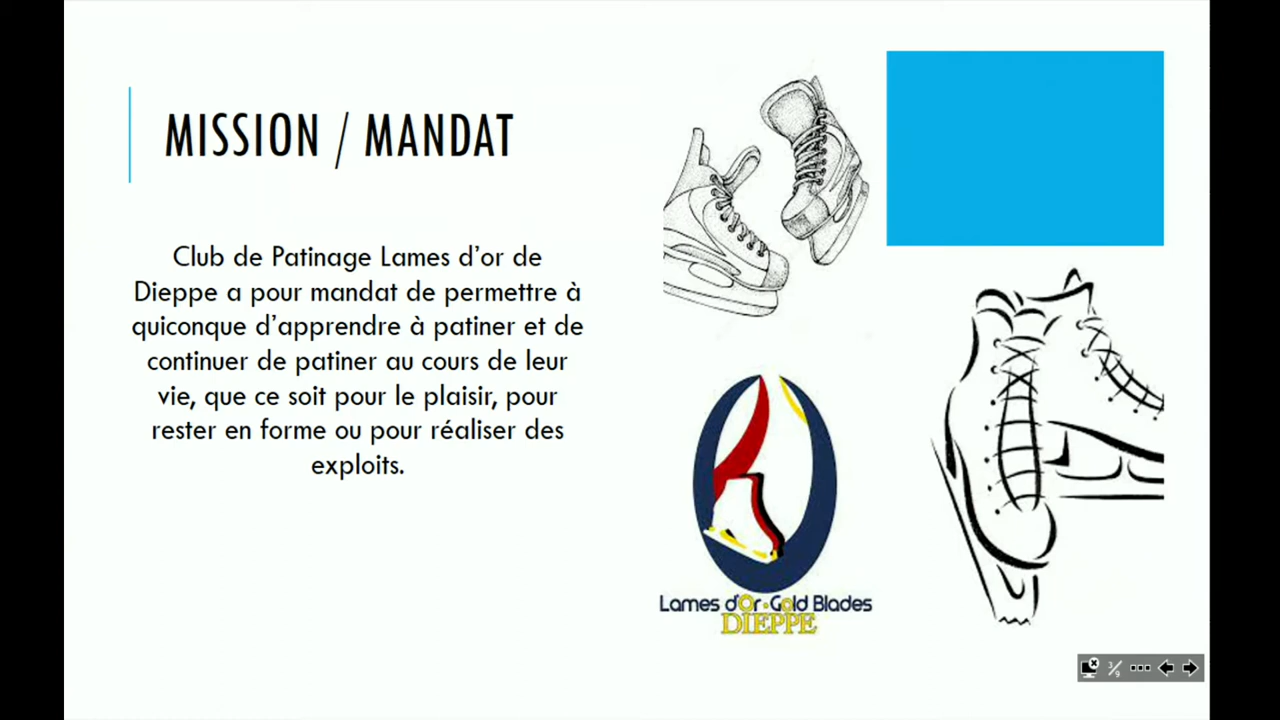 MISSION / MANDAT
Club de Patinage Lames d’or de
Dieppe a pour mandat de permettre à
quiconque d’apprendre à patiner et de
continuer de patiner au cours de leur
vie, que ce soit pour le plaisir, pour
rester en forme ou pour réaliser des
exploits.
Lames d'Or • Gold Blades
DIEPPE
3/9